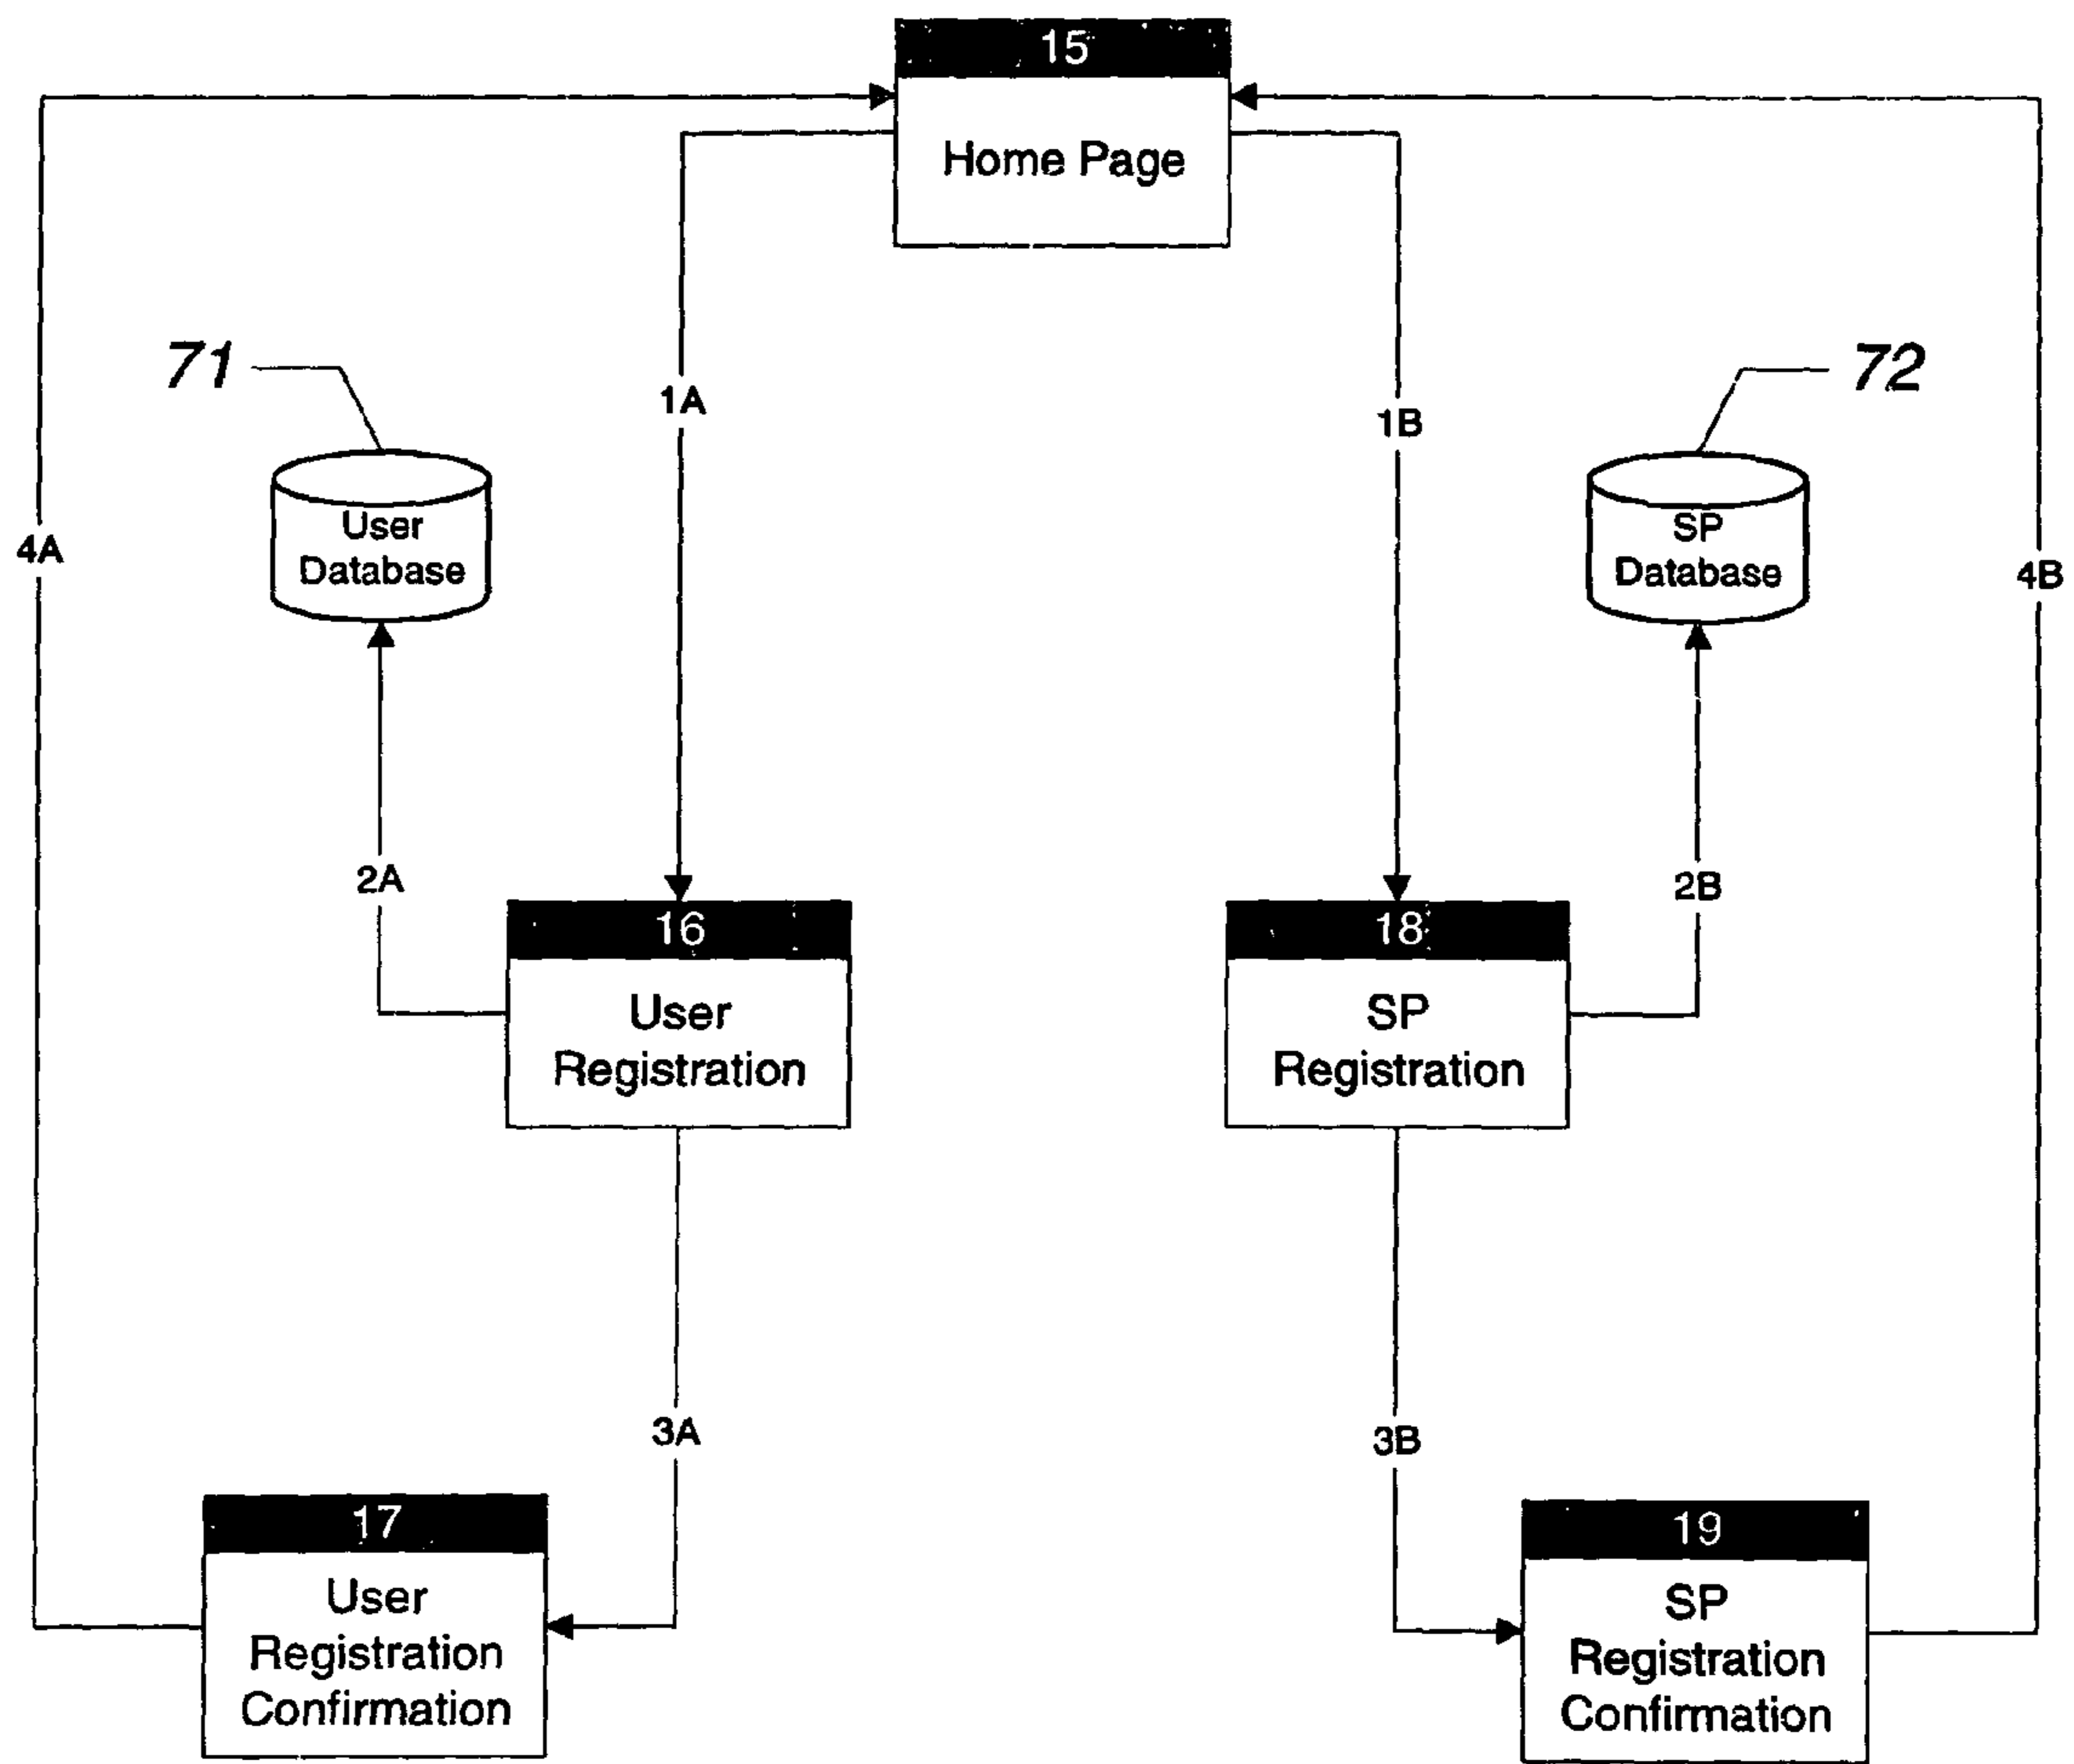 15
Home Page
71
72
1A
1B
User
Database
SP
Database
4A
4B
2A
2B
16
User
Registration
18
SP
Registration
3A
3B
17
User
Registration
Confirmation
19
SP
Registration
Confirmation